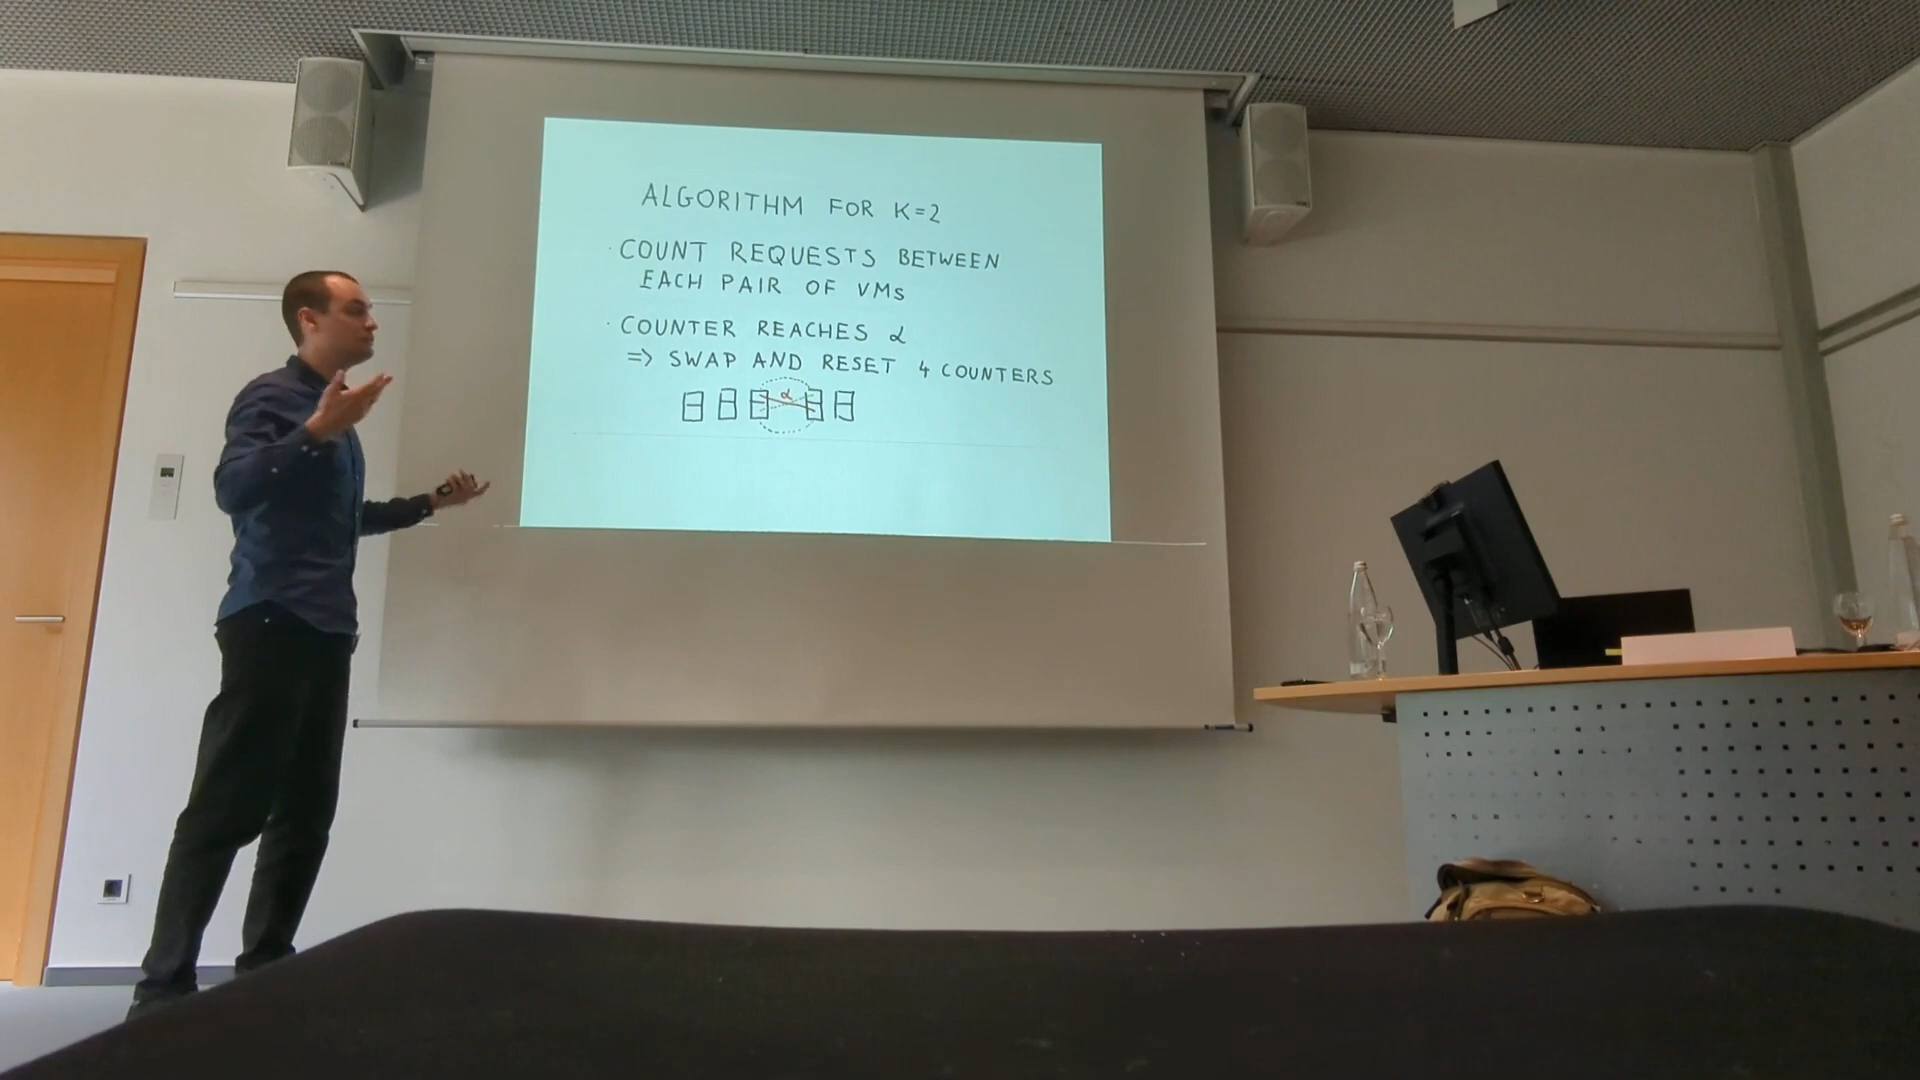 ALGORITHM FOR K=2
· COUNT REQUESTS BETWEEN
EACH PAIR OF VMs
· COUNTER REACHES α
=> SWAP AND RESET 4 COUNTERS
α